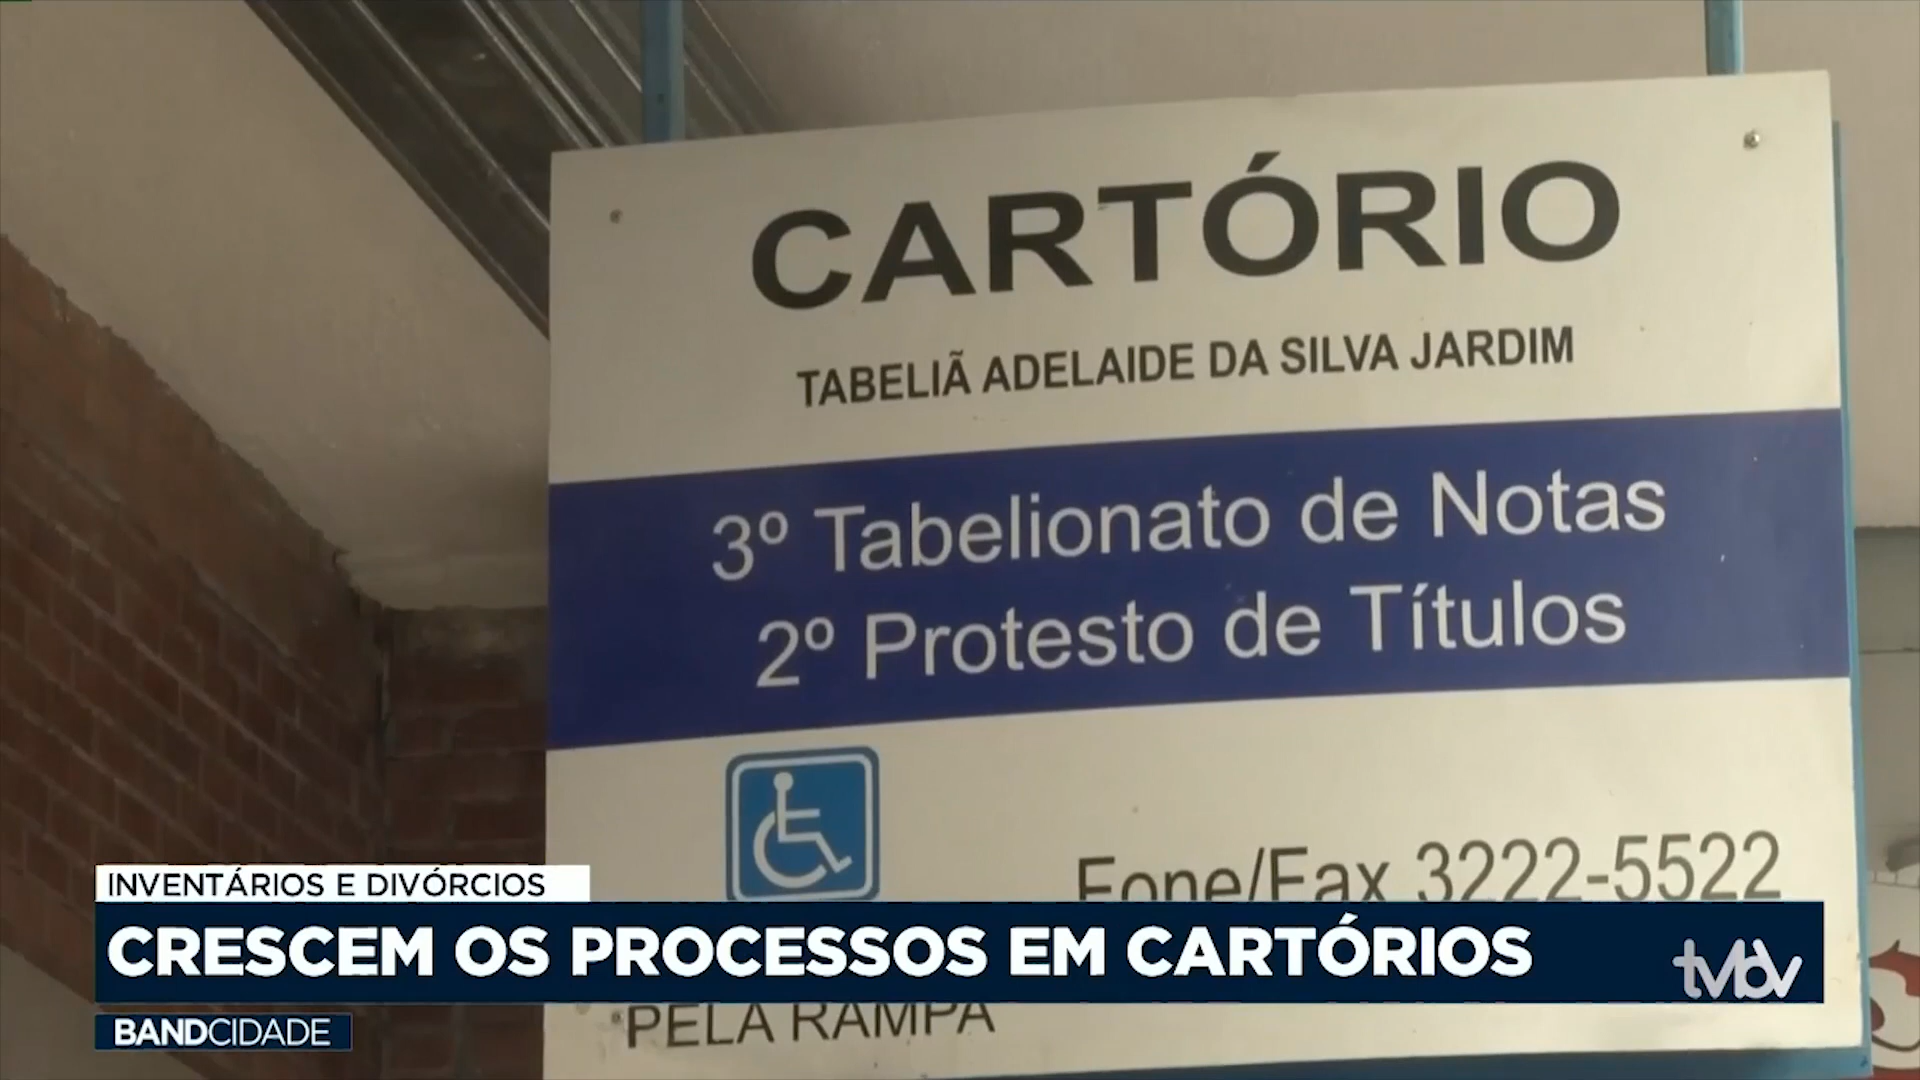 CARTÓRIO
TABELIÃ ADELAIDE DA SILVA JARDIM
3º Tabelionato de Notas
2º Protesto de Títulos
Fone/Fax 3222-5522
INVENTÁRIOS E DIVÓRCIOS
CRESCEM OS PROCESSOS EM CARTÓRIOS
tvbv
PELA RAMPA
BANDCIDADE